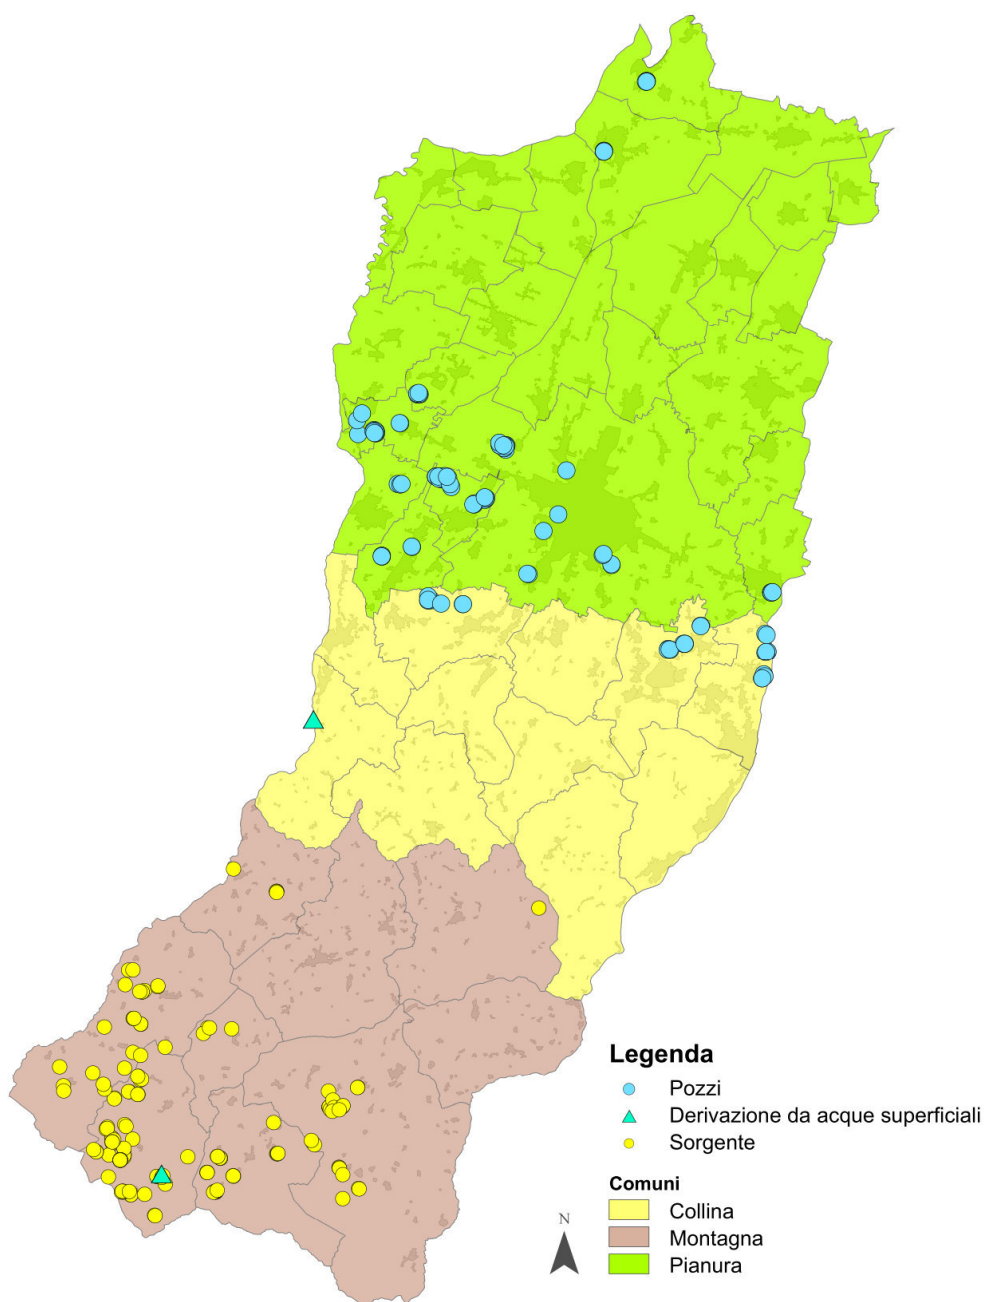 Legenda
Pozzi
Derivazione da acque superficiali
Sorgente
Comuni
Collina
Montagna
Pianura
N